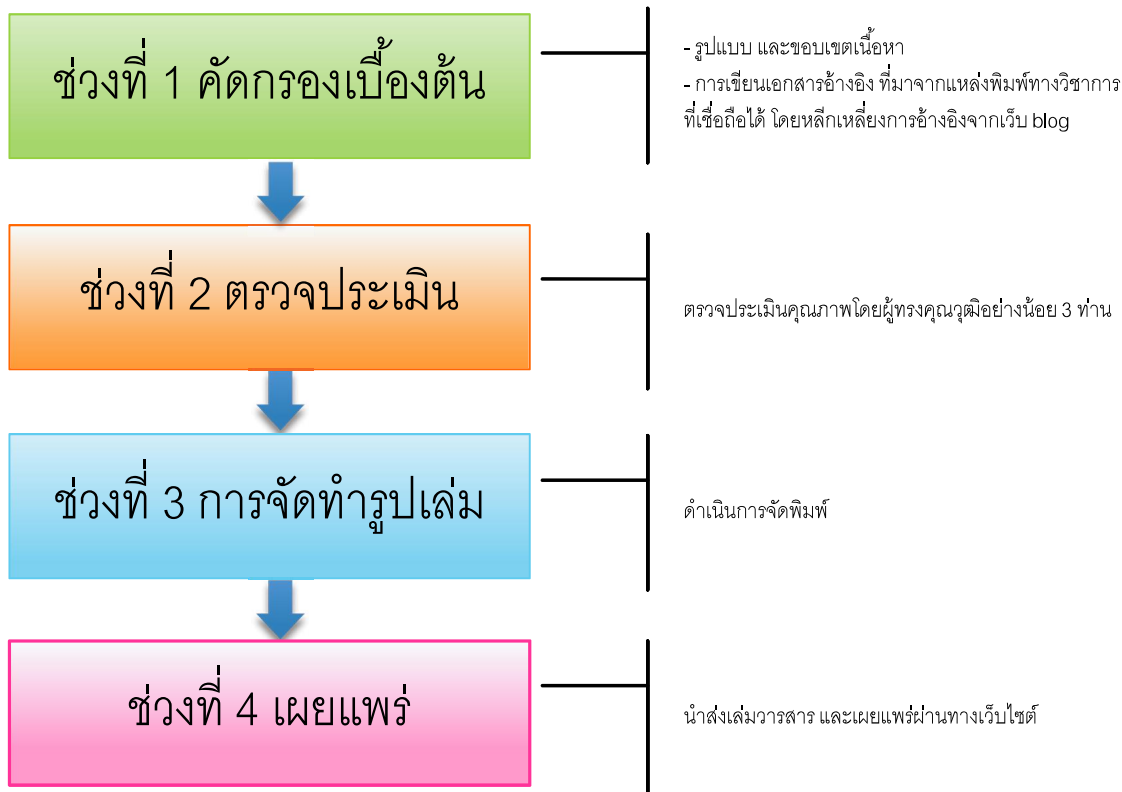 ช่วงที่ 1 คัดกรองเบื้องต้น
- รูปแบบ และขอบเขตเนื้อหา
- การเขียนเอกสารอ้างอิง ที่มาจากแหล่งพิมพ์ทางวิชาการ
ที่เชื่อถือได้ โดยหลีกเหลี่ยงการอ้างอิงจากเว็บ blog
ช่วงที่ 2 ตรวจประเมิน
ตรวจประเมินคุณภาพโดยผู้ทรงคุณวุฒิอย่างน้อย 3 ท่าน
ช่วงที่ 3 การจัดทำรูปเล่ม
ดำเนินการจัดพิมพ์
ช่วงที่ 4 เผยแพร่
นำส่งเล่มวารสาร และเผยแพร่ผ่านทางเว็บไซต์